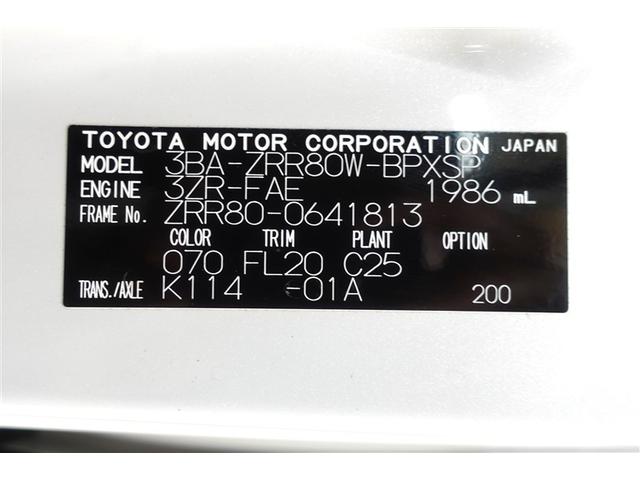 TOYOTA MOTOR CORPORATION JAPAN
MODEL 3BA-ZRR80W-BPXSP
ENGINE 3ZR-FAE 1986 mL
FRAME No. ZRR80-0641813
COLOR TRIM PLANT OPTION
070 FL20 C25
TRANS./AXLE K114 -01A 200